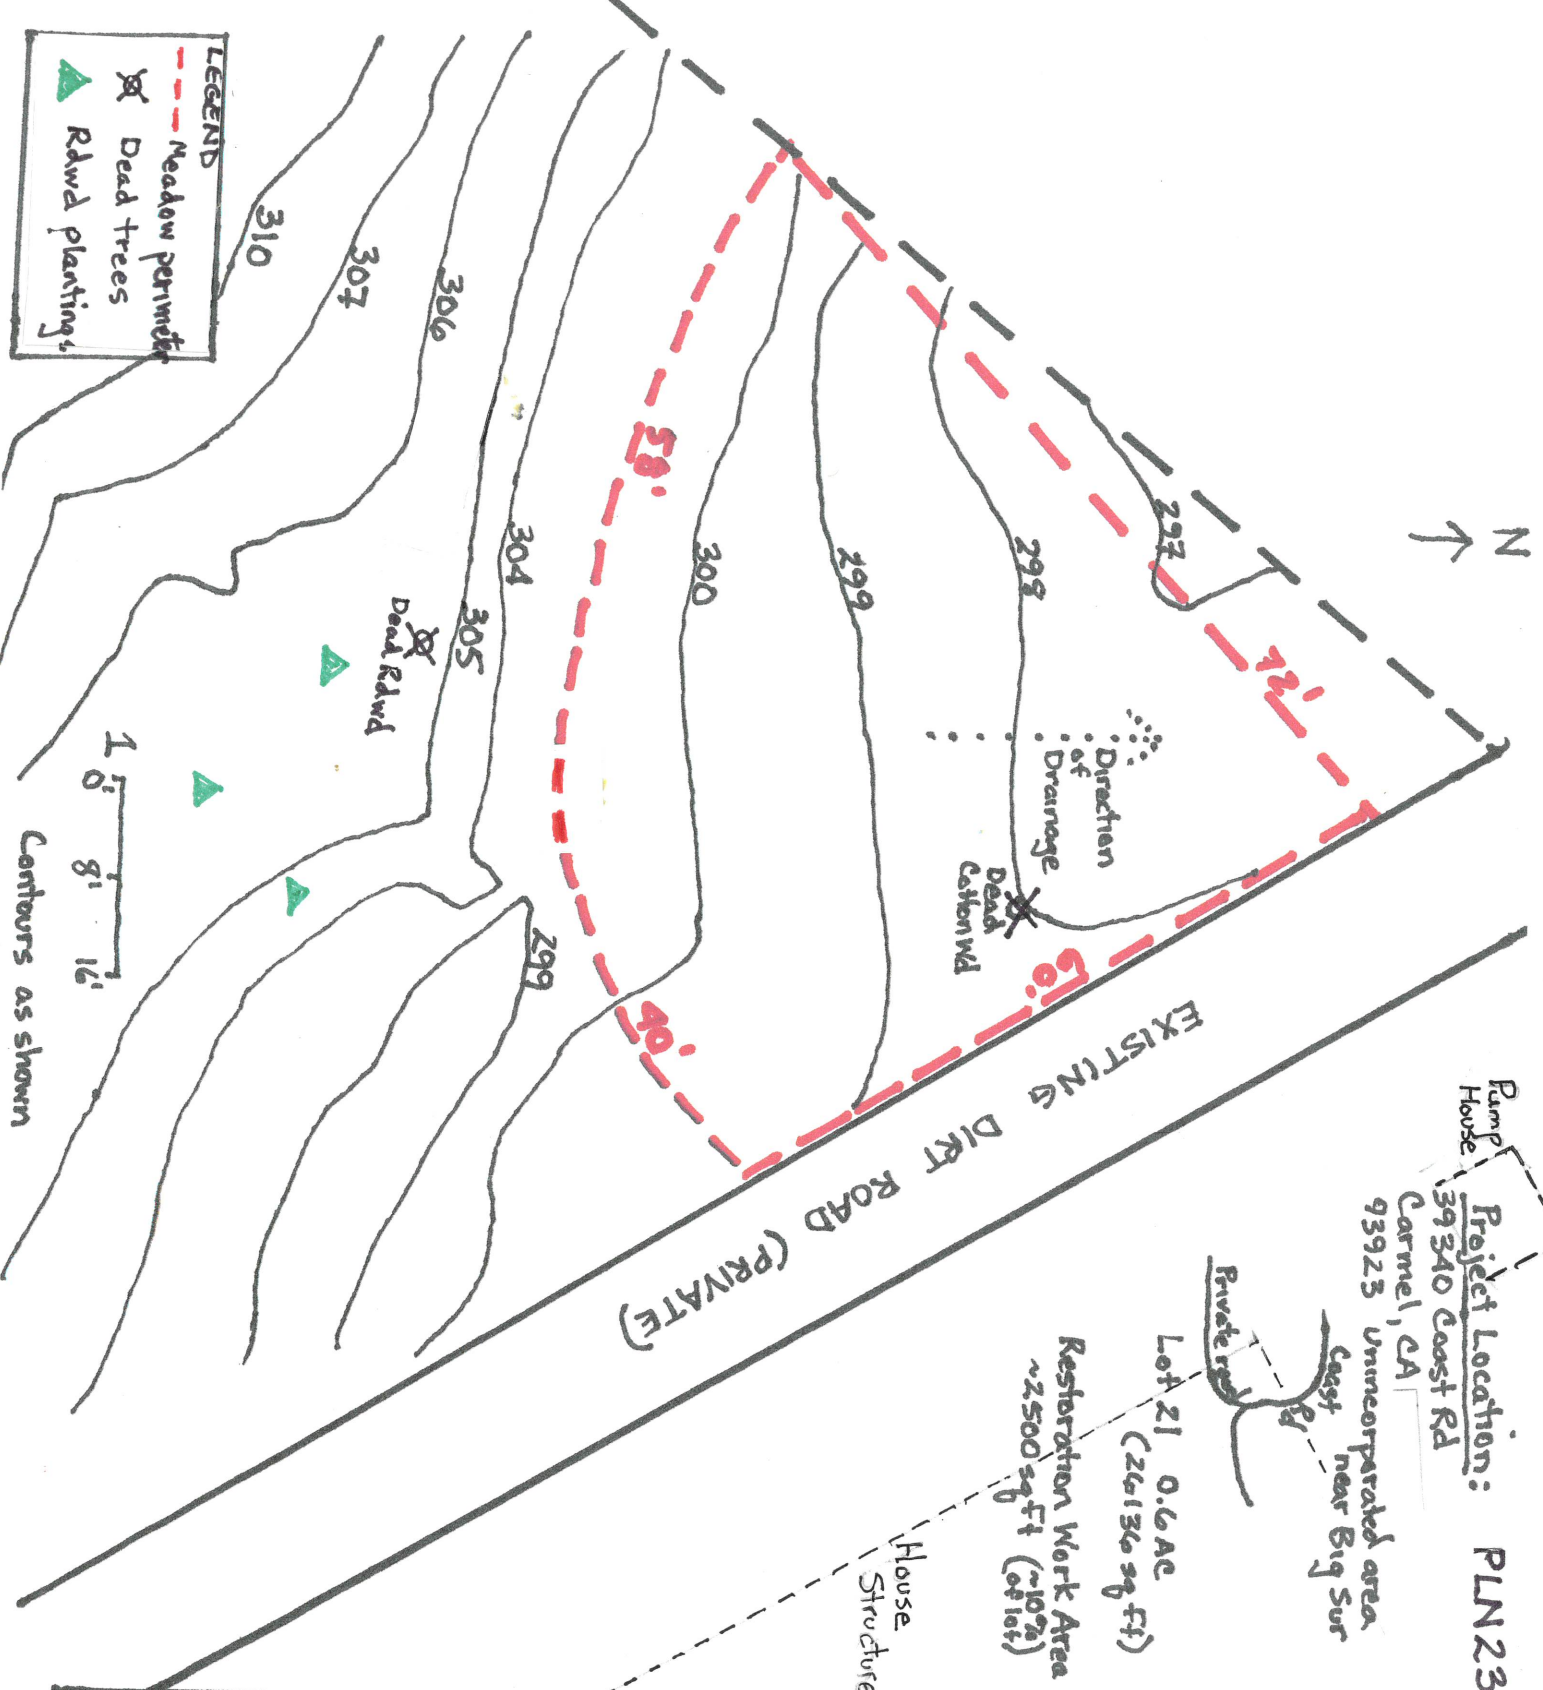 LEGEND
Meadow perimeter
Dead trees
Rdwd plantings
310
307
306
305
304
300
299
298
297
299
58'
72'
60'
40'
N
Direction
of
Drainage
Dead
Cottonwd
Dead Rdwd
1
0' 8' 16'
Contours as shown
EXISTING DIRT ROAD (PRIVATE)
Pump
House
PLN23
Project Location:
39340 Coast Rd
Carmel, CA
93923 unincorporated area
near Big Sur
Coast
Rd
Private road
Lot 21 0.6 AC
(26136 sq ft)
Restoration Work Area
~2500 sq ft (~10%
of lot)
House
Structure